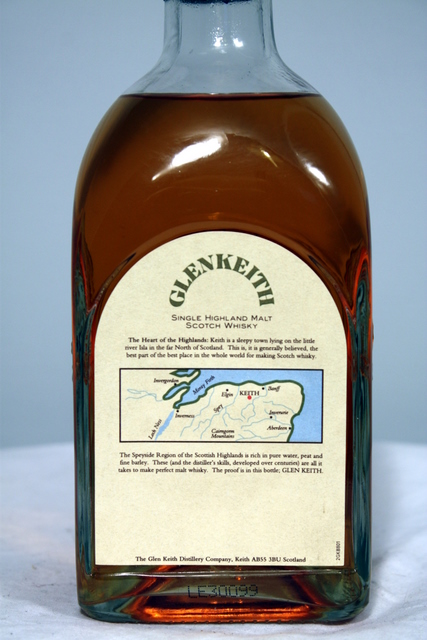 GLENKEITH
SINGLE HIGHLAND MALT
SCOTCH WHISKY
The Heart of the Highlands: Keith is a sleepy town lying on the little
river Isla in the far North of Scotland. This is, it is generally believed, the
best part of the best place in the whole world for making Scotch whisky.
Invergordon
Moray Firth
Elgin
KEITH
Banff
Inverness
Spey
Inverurie
Loch Ness
Cairngorm
Mountains
Aberdeen
The Speyside Region of the Scottish Highlands is rich in pure water, peat and
fine barley. These (and the distiller's skills, developed over centuries) are all it
takes to make perfect malt whisky. The proof is in this bottle; GLEN KEITH.
The Glen Keith Distillery Company, Keith AB55 3BU Scotland
LE30099